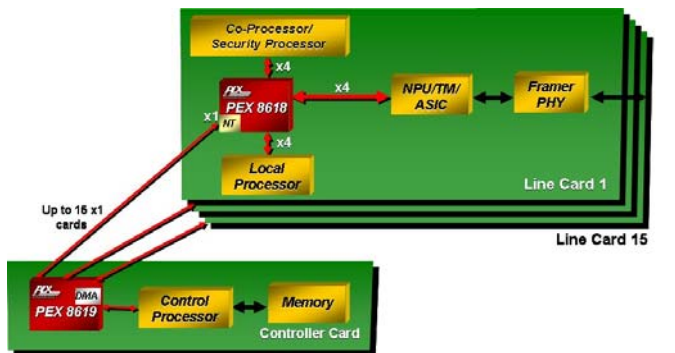 Co-Processor/
Security Processor
x4
PLX
PEX 8618
x4
NPU/TM/
ASIC
Framer
PHY
x1
NT
x4
Local
Processor
Line Card 1
Up to 15 x1
cards
Line Card 15
PLX
DMA
PEX 8619
Control
Processor
Memory
Controller Card